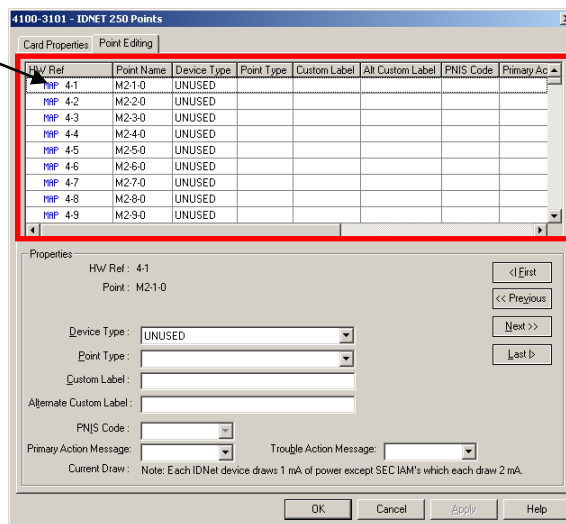 4100-3101 - IDNET 250 Points
Card Properties Point Editing
HW Ref Point Name Device Type Point Type Custom Label Alt Custom Label PNIS Code Primary Ac
MAP 4-1 M2-1-0 UNUSED
MAP 4-2 M2-2-0 UNUSED
MAP 4-3 M2-3-0 UNUSED
MAP 4-4 M2-4-0 UNUSED
MAP 4-5 M2-5-0 UNUSED
MAP 4-6 M2-6-0 UNUSED
MAP 4-7 M2-7-0 UNUSED
MAP 4-8 M2-8-0 UNUSED
MAP 4-9 M2-9-0 UNUSED
Properties
HW Ref : 4-1
Point : M2-1-0
<| First
<< Previous
Next >>
Last |>
Device Type : UNUSED
Point Type :
Custom Label :
Alternate Custom Label :
PNIS Code :
Primary Action Message: Trouble Action Message:
Current Draw : Note: Each IDNet device draws 1 mA of power except SEC IAM's which each draw 2 mA.
OK Cancel Apply Help